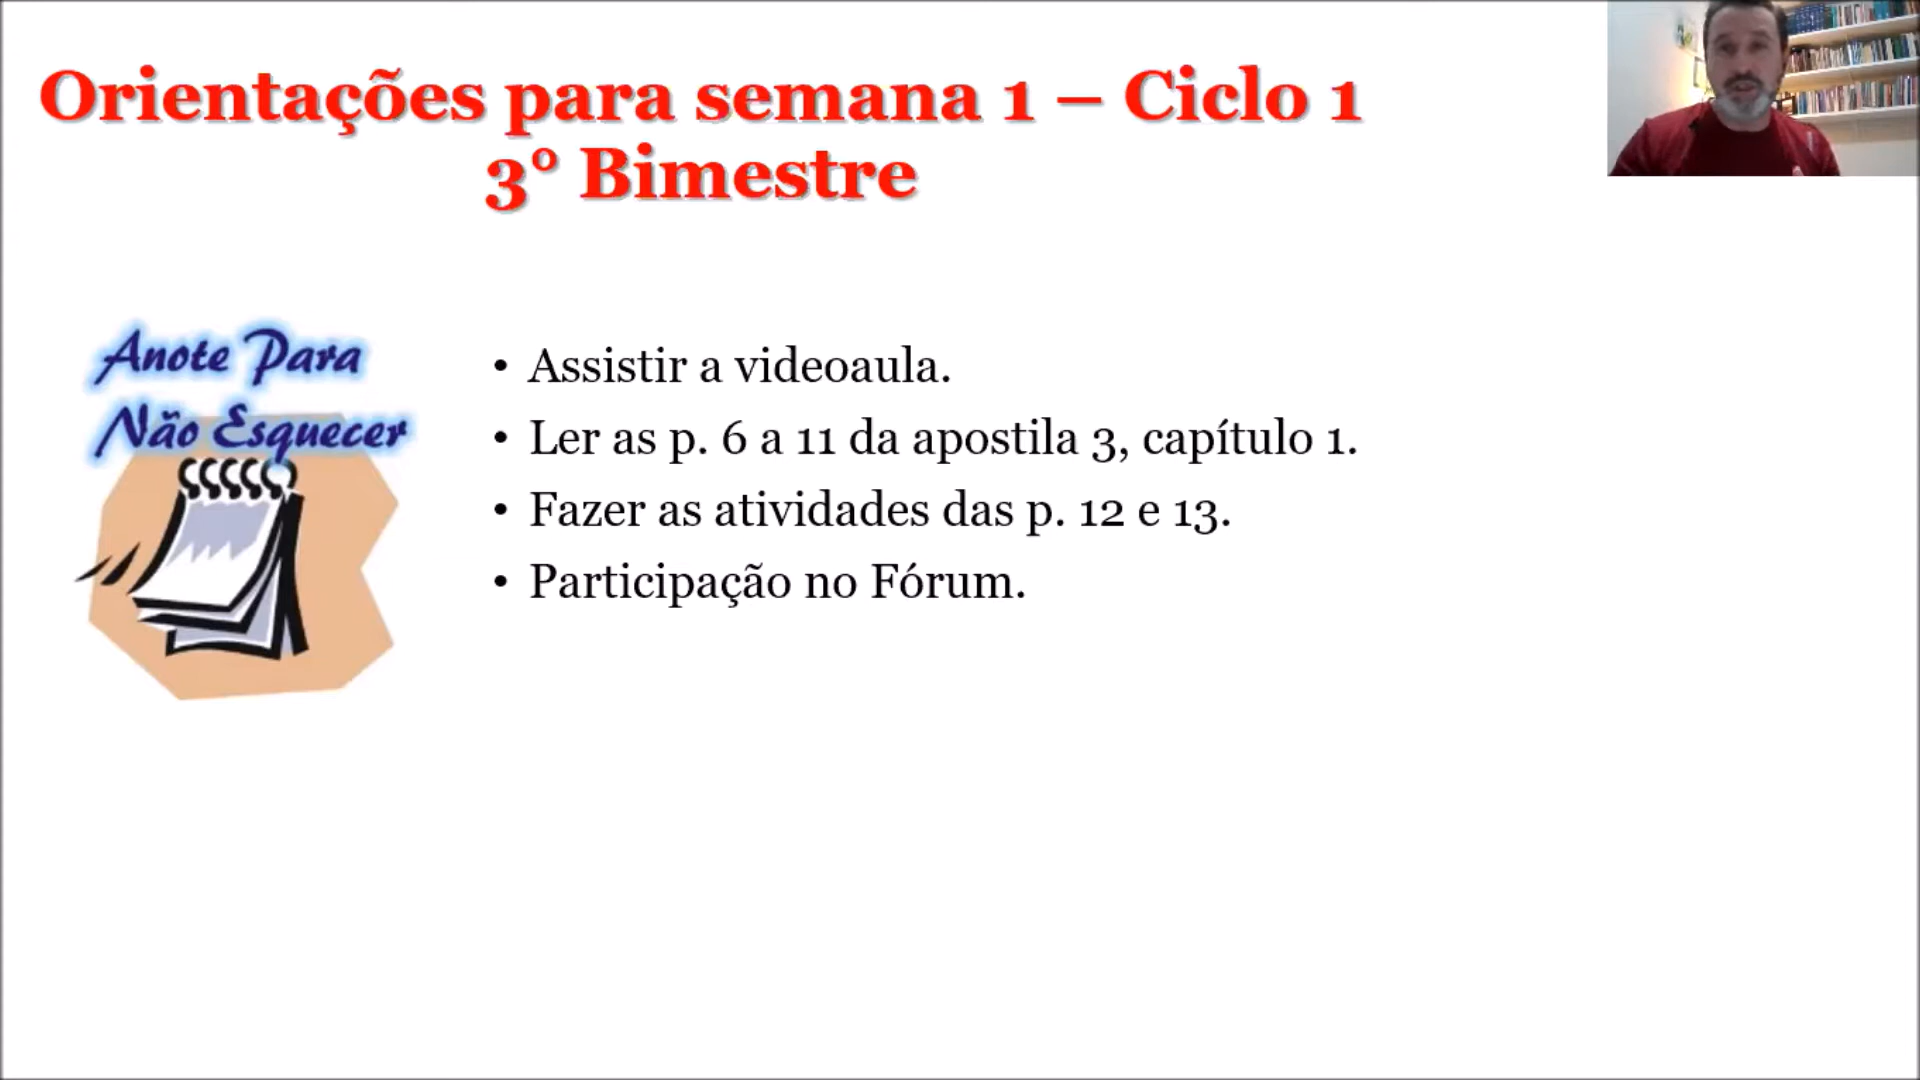 Orientações para semana 1 – Ciclo 1
3° Bimestre
Anote Para
Não Esquecer
• Assistir a videoaula.
• Ler as p. 6 a 11 da apostila 3, capítulo 1.
• Fazer as atividades das p. 12 e 13.
• Participação no Fórum.